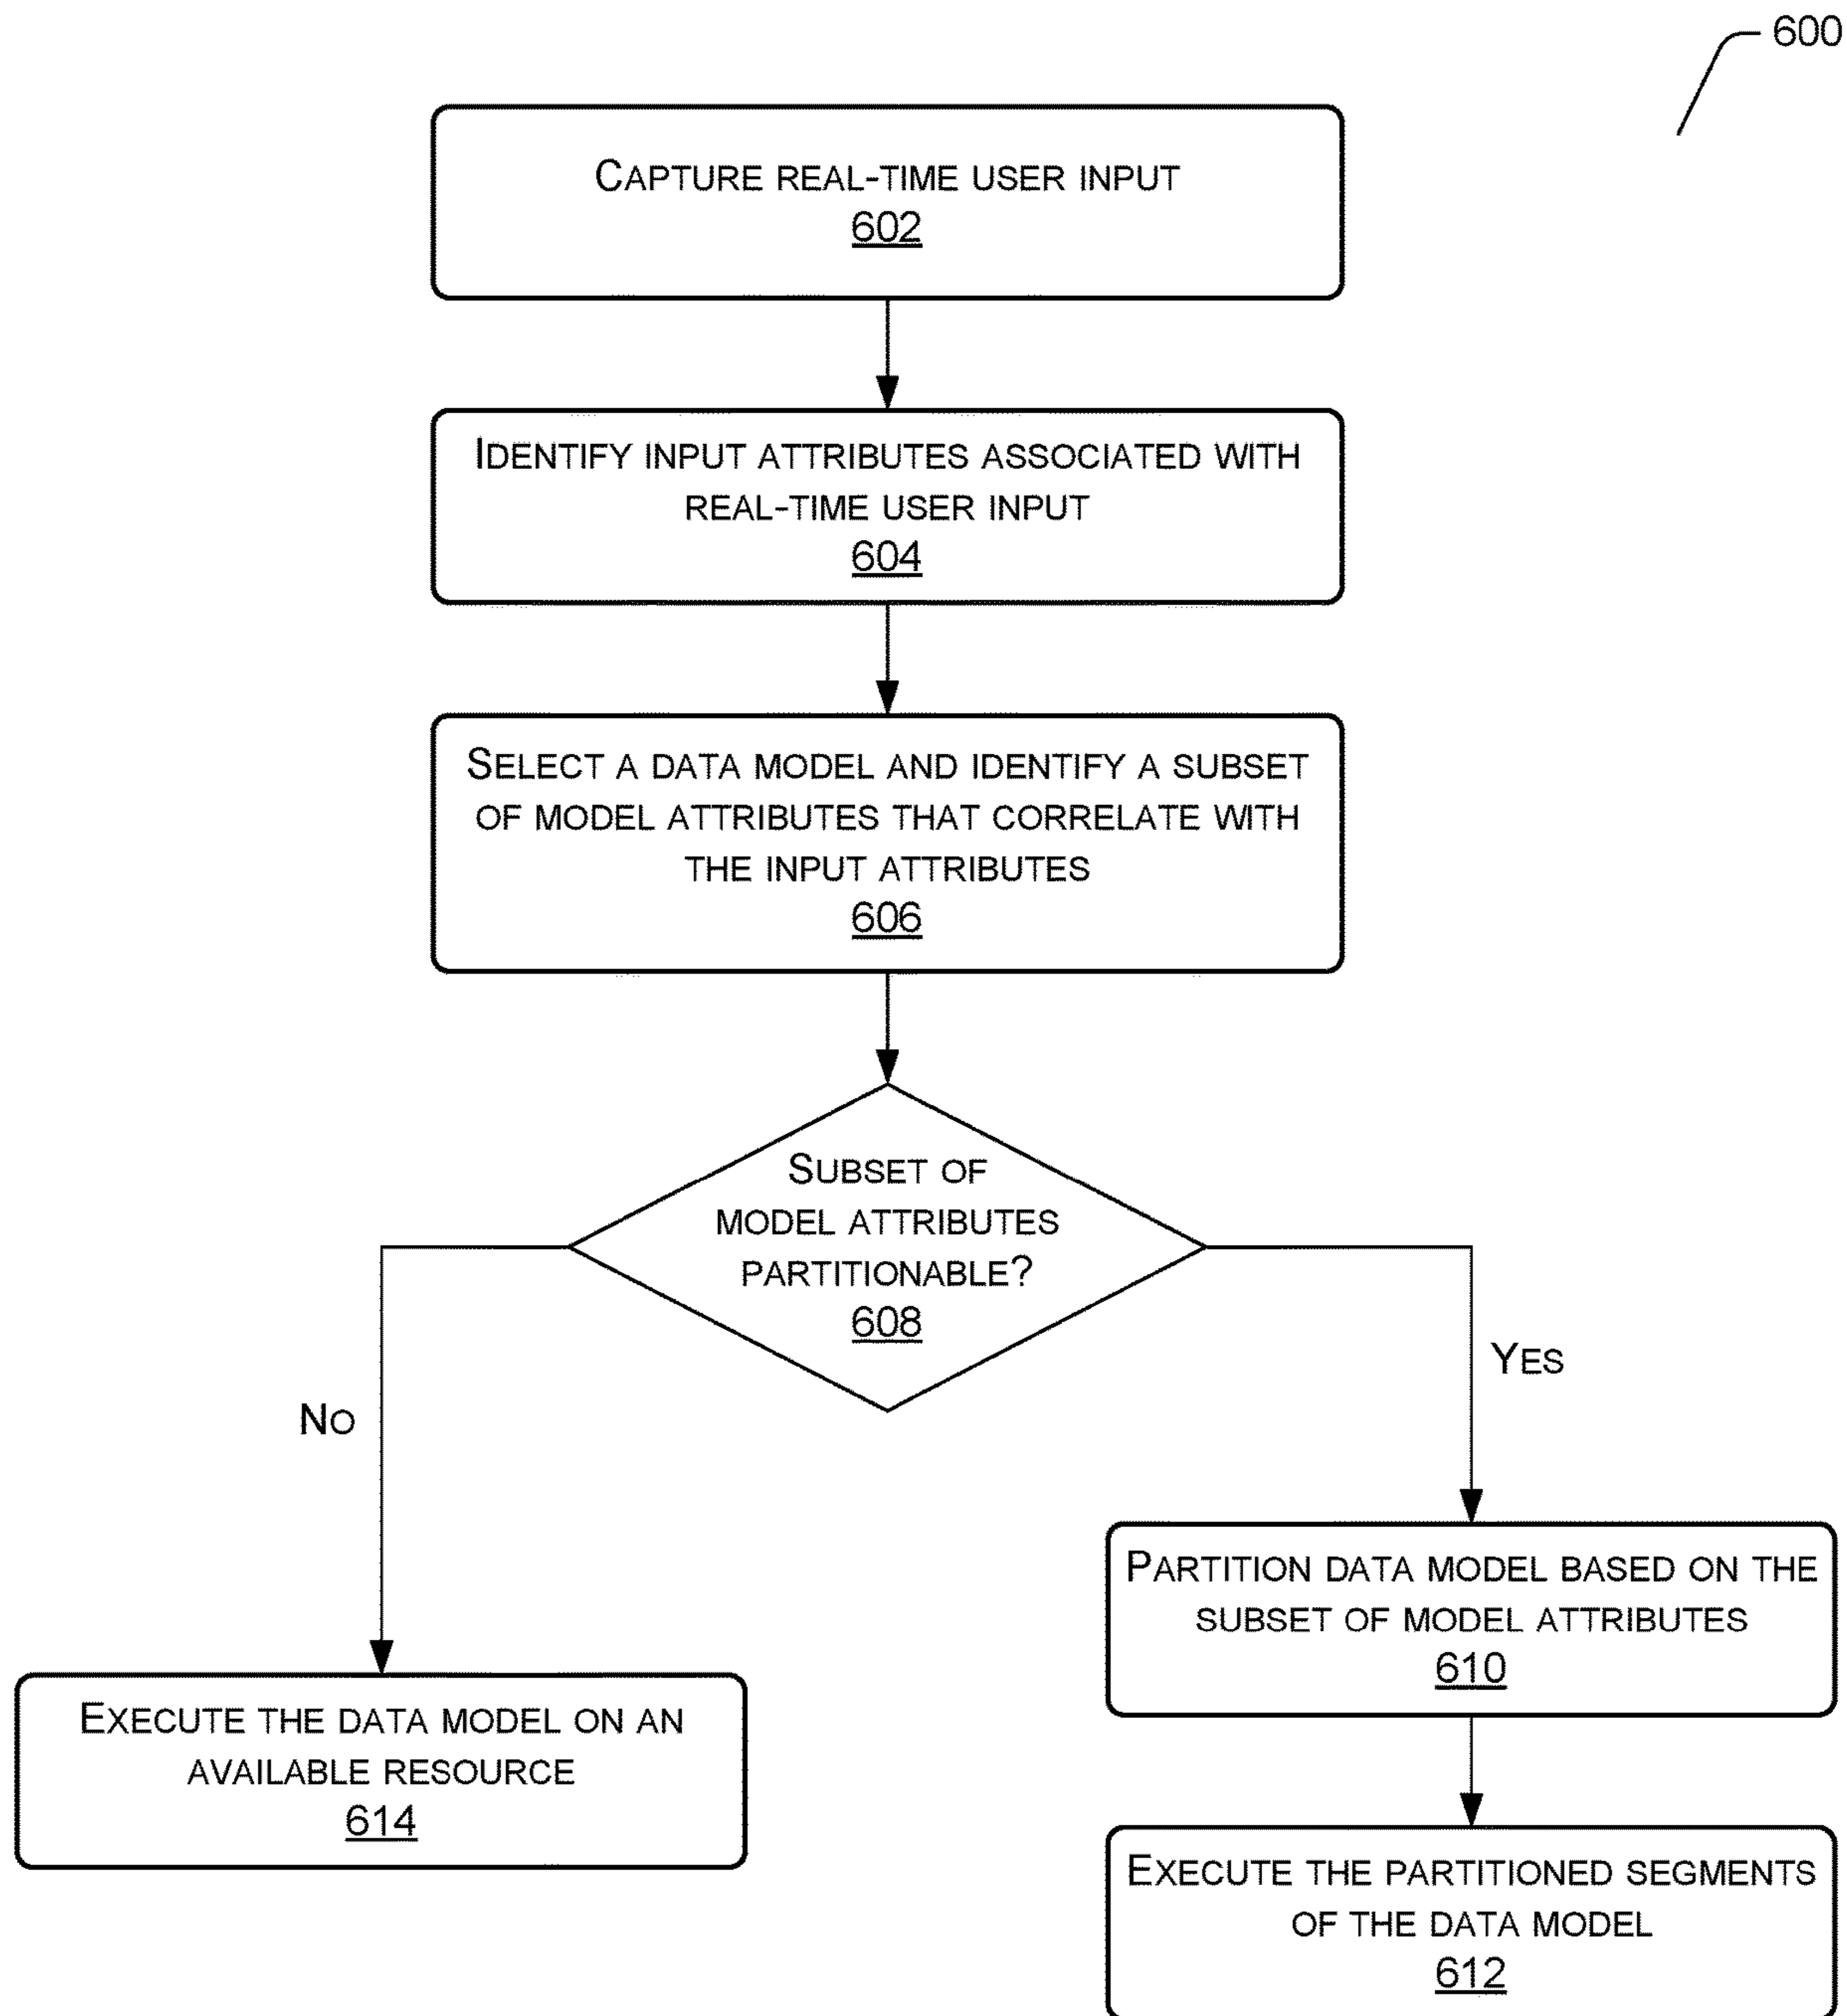 600
CAPTURE REAL-TIME USER INPUT
602
IDENTIFY INPUT ATTRIBUTES ASSOCIATED WITH
REAL-TIME USER INPUT
604
SELECT A DATA MODEL AND IDENTIFY A SUBSET
OF MODEL ATTRIBUTES THAT CORRELATE WITH
THE INPUT ATTRIBUTES
606
SUBSET OF
MODEL ATTRIBUTES
PARTITIONABLE?
608
NO
YES
PARTITION DATA MODEL BASED ON THE
SUBSET OF MODEL ATTRIBUTES
610
EXECUTE THE DATA MODEL ON AN
AVAILABLE RESOURCE
614
EXECUTE THE PARTITIONED SEGMENTS
OF THE DATA MODEL
612